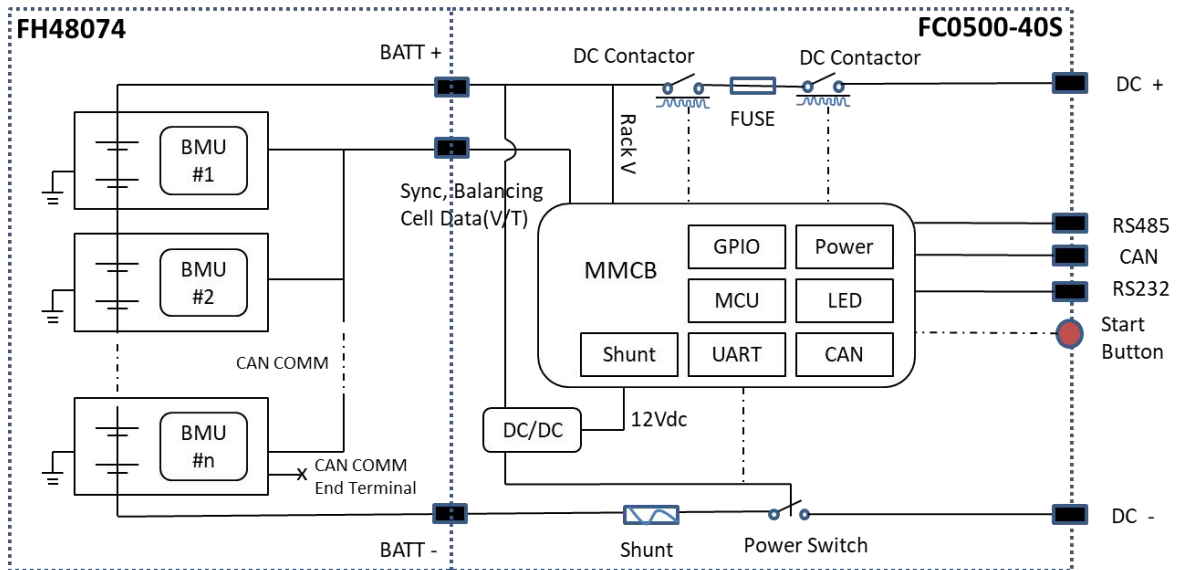 FH48074
FC0500-40S
BATT +
DC Contactor
DC Contactor
DC +
FUSE
Rack V
BMU
#1
Sync, Balancing
Cell Data(V/T)
BMU
#2
CAN COMM
BMU
#n
CAN COMM
End Terminal
MMCB
GPIO
Power
MCU
LED
Shunt
UART
CAN
RS485
CAN
RS232
Start
Button
DC/DC
12Vdc
BATT -
Shunt
Power Switch
DC -